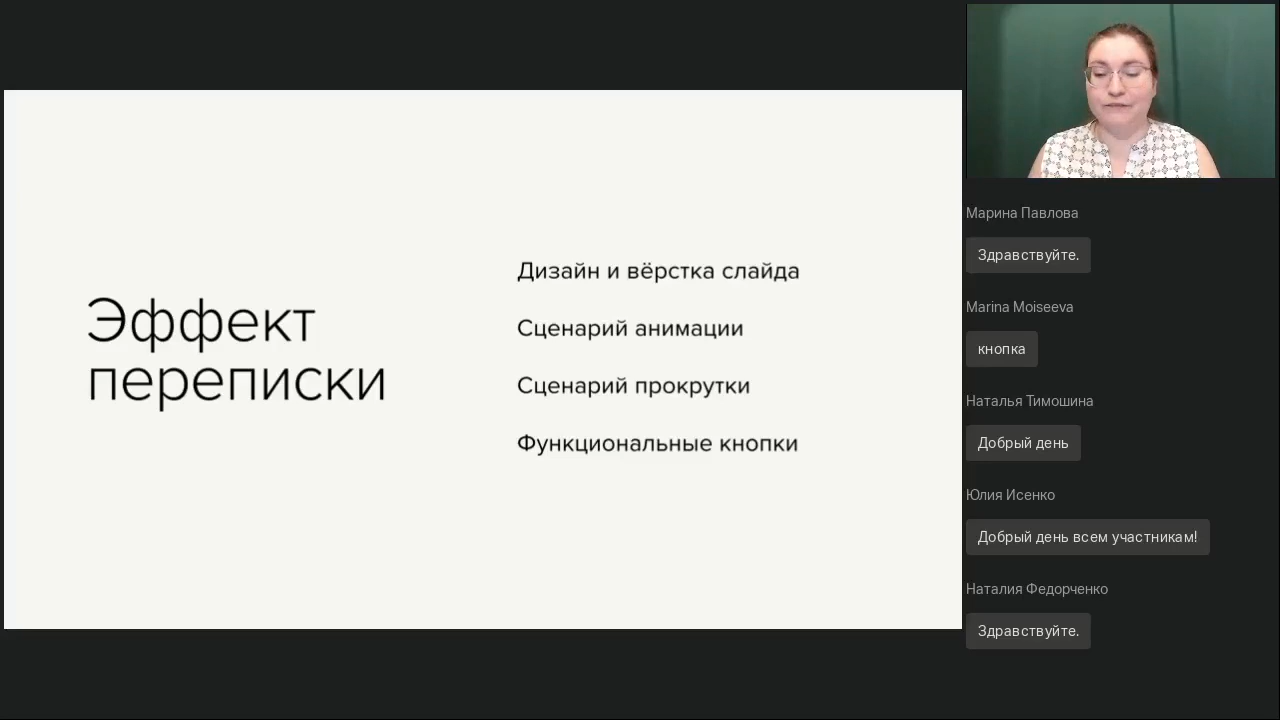 Эффект
переписки
Дизайн и вёрстка слайда
Сценарий анимации
Сценарий прокрутки
Функциональные кнопки
Марина Павлова
Здравствуйте.
Marina Moiseeva
кнопка
Наталья Тимошина
Добрый день
Юлия Исенко
Добрый день всем участникам!
Наталия Федорченко
Здравствуйте.